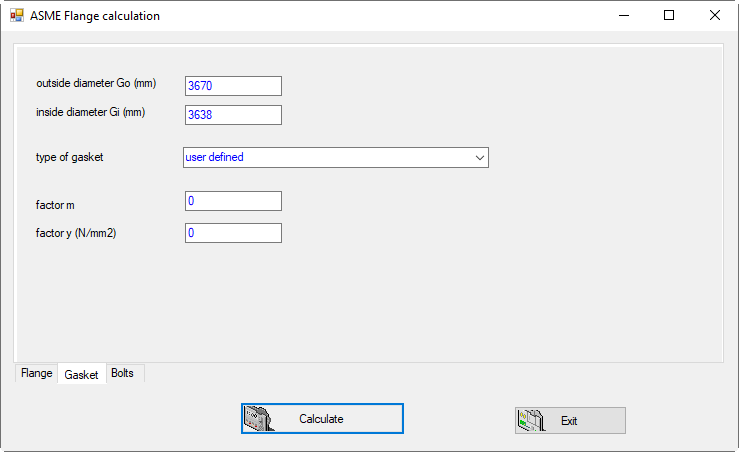 ASME Flange calculation
outside diameter Go (mm)
3670
inside diameter Gi (mm)
3638
type of gasket
user defined
factor m
0
factor y (N/mm2)
0
Flange Gasket Bolts
Calculate
Exit